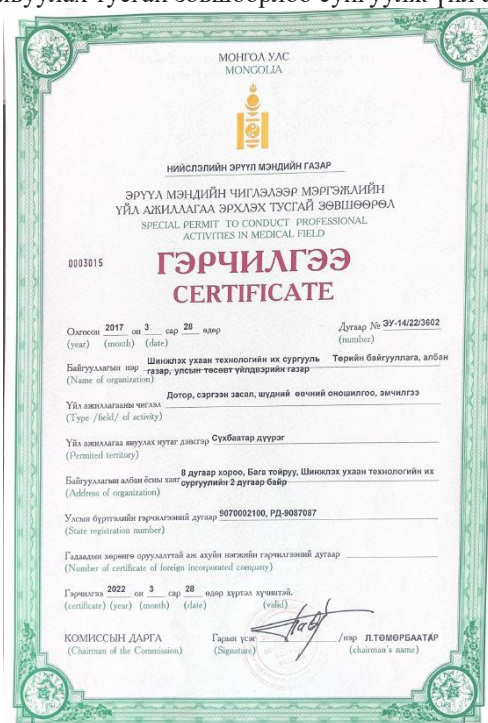 МОНГОЛ УЛС
MONGOLIA
НИЙСЛЭЛИЙН ЭРҮҮЛ МЭНДИЙН ГАЗАР
ЭРҮҮЛ МЭНДИЙН ЧИГЛЭЛЭЭР МЭРГЭЖЛИЙН
ҮЙЛ АЖИЛЛАГАА ЭРХЛЭХ ТУСГАЙ ЗӨВШӨӨРӨЛ
SPECIAL PERMIT TO CONDUCT PROFESSIONAL
ACTIVITIES IN MEDICAL FIELD
0003015
ГЭРЧИЛГЭЭ
CERTIFICATE
Олгосон 2017 он 3 сар 28 өдөр Дугаар № ЭУ-14/22/3602
(year) (month) (date) (number)
Байгууллагын нэр Шинжлэх ухаан технологийн их сургууль Төрийн байгууллага, албан
(Name of organization) газар, улсын төсөвт үйлдвэрийн газар
Үйл ажиллагааны чиглэл Дотор, сэргээн засал, шүдний өвчний оношилгоо, эмчилгээ
(Type /field/ of activity)
Үйл ажиллагаа явуулах нутаг дэвсгэр Сүхбаатар дүүрэг
(Permited territory)
Байгууллагын албан ёсны хаяг 8 дугаар хороо, Бага тойруу, Шинжлэх ухаан технологийн их
(Address of organization) сургуулийн 2 дугаар байр
Улсын бүртгэлийн гэрчилгээний дугаар 9070002100, РД-9087087
(State registration number)
Гадаадын хөрөнгө оруулалттай аж ахуйн нэгжийн гэрчилгээний дугаар
(Number of certificate of foreign incorporated company)
Гэрчилгээ 2022 он 3 сар 28 өдөр хүртэл хүчинтэй.
(certificate) (year) (month) (date) (valid)
КОМИССЫН ДАРГА Гарын үсэг /нэр Л.ТӨМӨРБААТАР
(Chairman of the Commission) (Signature) (chairman's name)